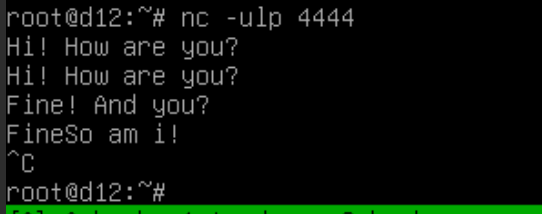 root@d12:~# nc -ulp 4444
Hi! How are you?
Hi! How are you?
Fine! And you?
FineSo am i!
^C
root@d12:~#